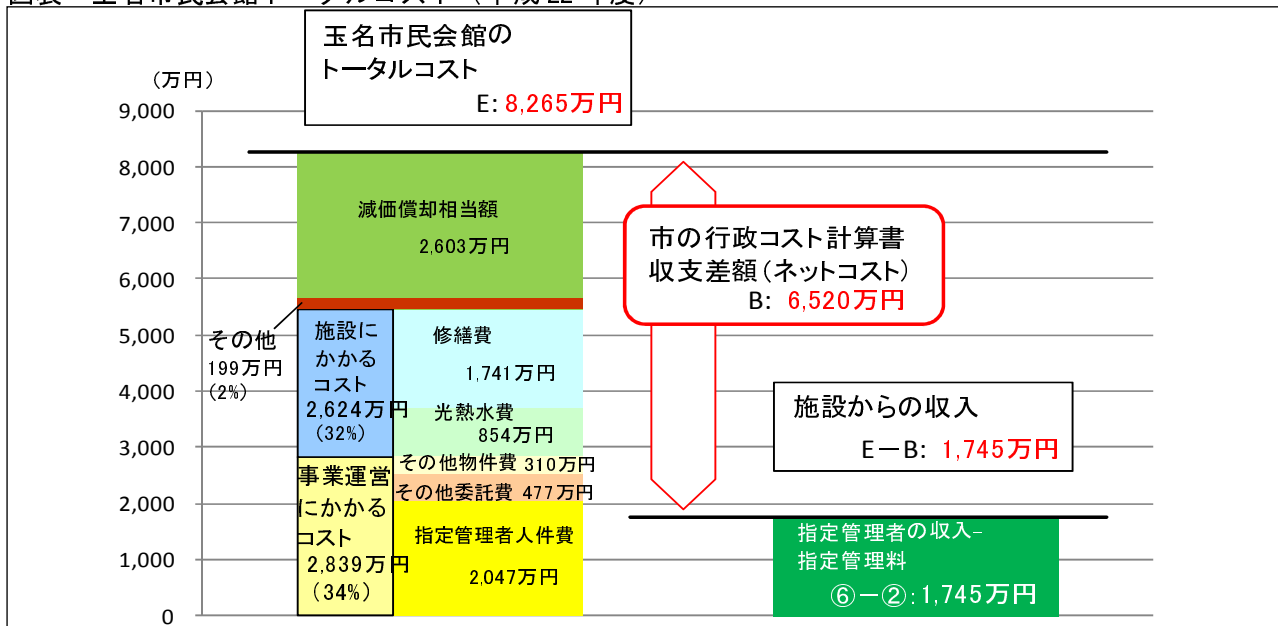 玉名市民会館の
トータルコスト
E: 8,265万円
(万円)
9,000
8,000
7,000
6,000
5,000
4,000
3,000
2,000
1,000
0
減価償却相当額
2,603万円
その他
199万円
(2%)
施設に
かかる
コスト
2,624万円
(32%)
修繕費
1,741万円
光熱水費
854万円
事業運営
にかかる
コスト
2,839万円
(34%)
その他物件費 310万円
その他委託費 477万円
指定管理者人件費
2,047万円
市の行政コスト計算書
収支差額(ネットコスト)
B: 6,520万円
施設からの収入
E-B: 1,745万円
指定管理者の収入-
指定管理料
⑥-②:1,745万円